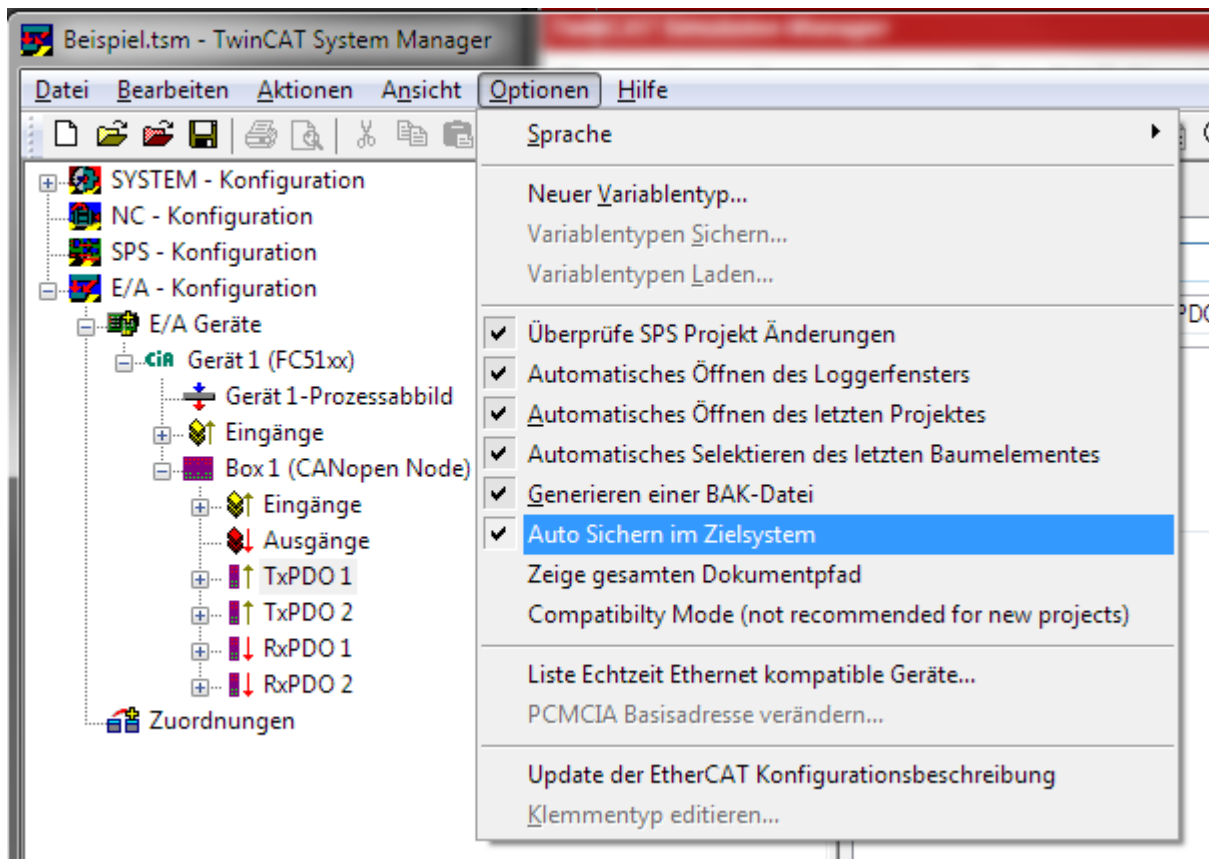 Beispiel.tsm - TwinCAT System Manager
Datei Bearbeiten Aktionen Ansicht Optionen Hilfe
Sprache
Neuer Variablentyp...
Variablentypen Sichern...
Variablentypen Laden...
Überprüfe SPS Projekt Änderungen
Automatisches Öffnen des Loggerfensters
Automatisches Öffnen des letzten Projektes
Automatisches Selektieren des letzten Baumelementes
Generieren einer BAK-Datei
Auto Sichern im Zielsystem
Zeige gesamten Dokumentpfad
Compatibilty Mode (not recommended for new projects)
Liste Echtzeit Ethernet kompatible Geräte...
PCMCIA Basisadresse verändern...
Update der EtherCAT Konfigurationsbeschreibung
Klemmentyp editieren...
SYSTEM - Konfiguration
NC - Konfiguration
SPS - Konfiguration
E/A - Konfiguration
E/A Geräte
CiA Gerät 1 (FC51xx)
Gerät 1-Prozessabbild
Eingänge
Box 1 (CANopen Node)
Eingänge
Ausgänge
TxPDO 1
TxPDO 2
RxPDO 1
RxPDO 2
Zuordnungen